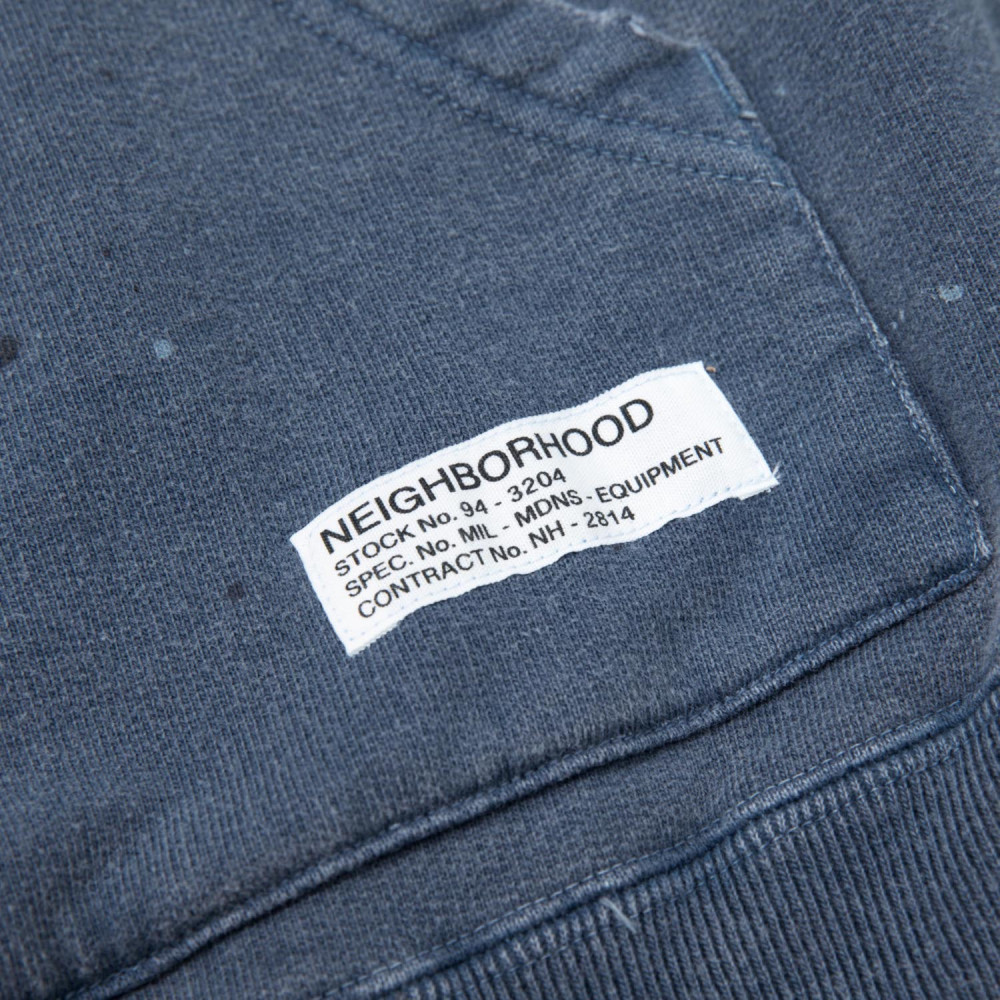 NEIGHBORHOOD
STOCK No. 94 - 3204
SPEC. No. MIL - MDNS - EQUIPMENT
CONTRACT No. NH - 2814